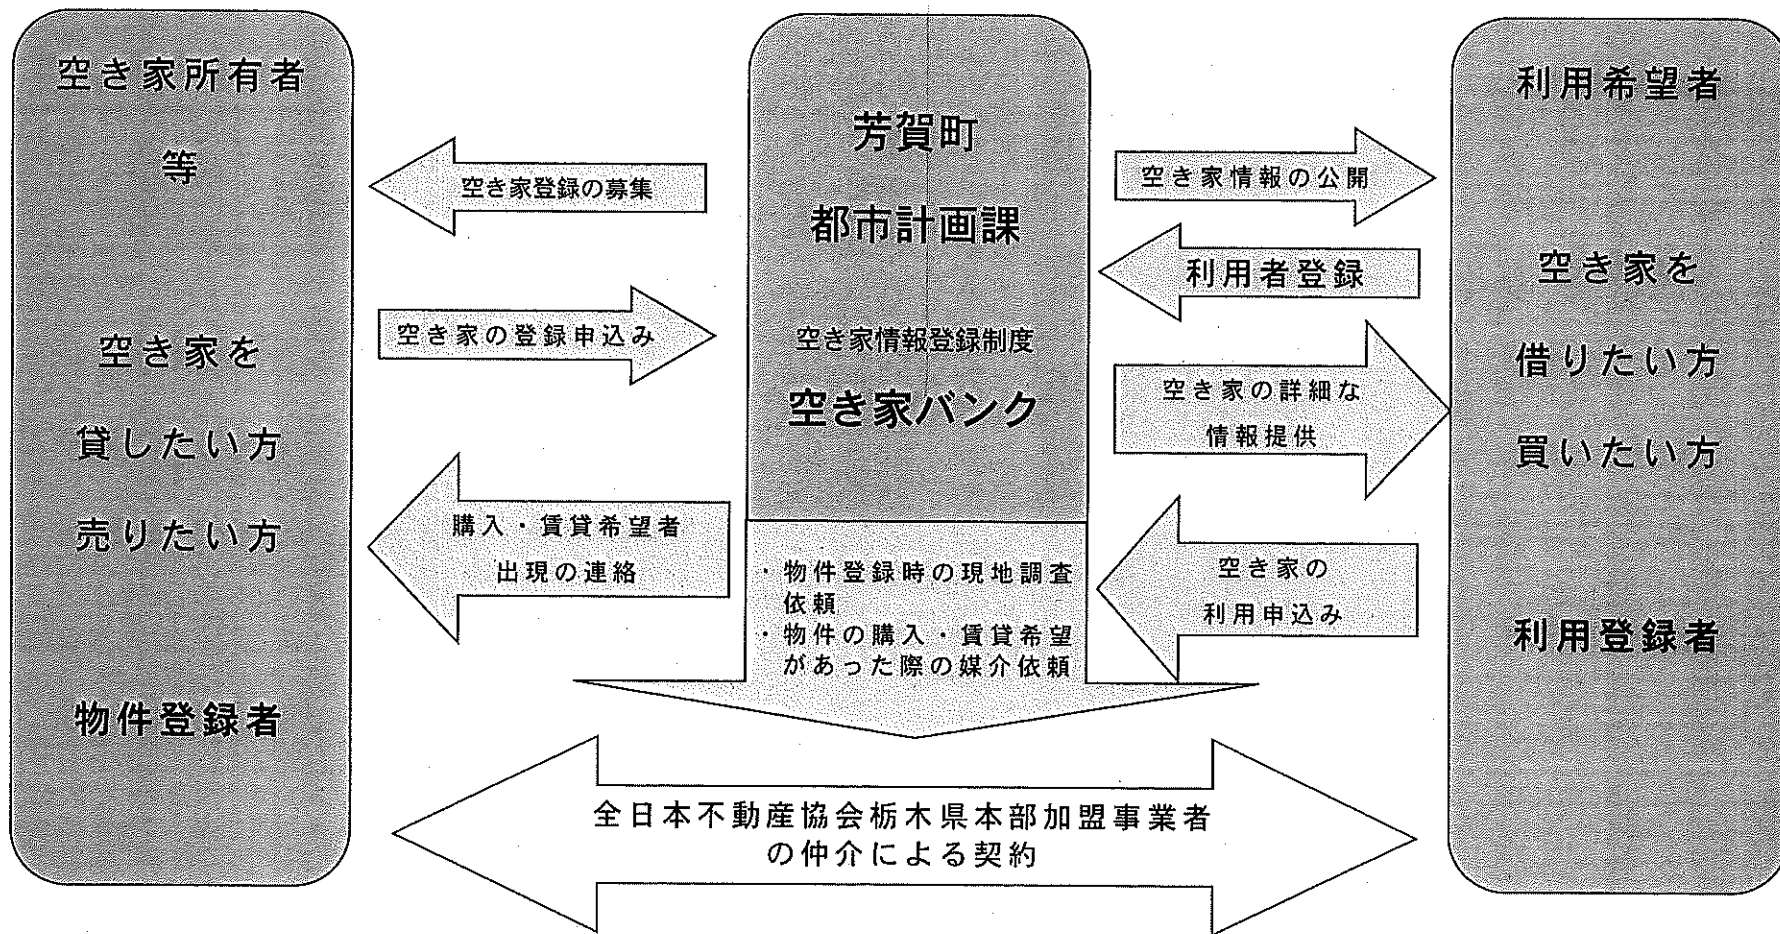 空き家所有者
等
空き家を
貸したい方
売りたい方
物件登録者
空き家登録の募集
空き家の登録申込み
購入・賃貸希望者
出現の連絡
芳賀町
都市計画課
空き家情報登録制度
空き家バンク
・物件登録時の現地調査
依頼
・物件の購入・賃貸希望
があった際の媒介依頼
空き家情報の公開
利用者登録
空き家の詳細な
情報提供
空き家の
利用申込み
利用希望者
空き家を
借りたい方
買いたい方
利用登録者
全日本不動産協会栃木県本部加盟事業者
の仲介による契約